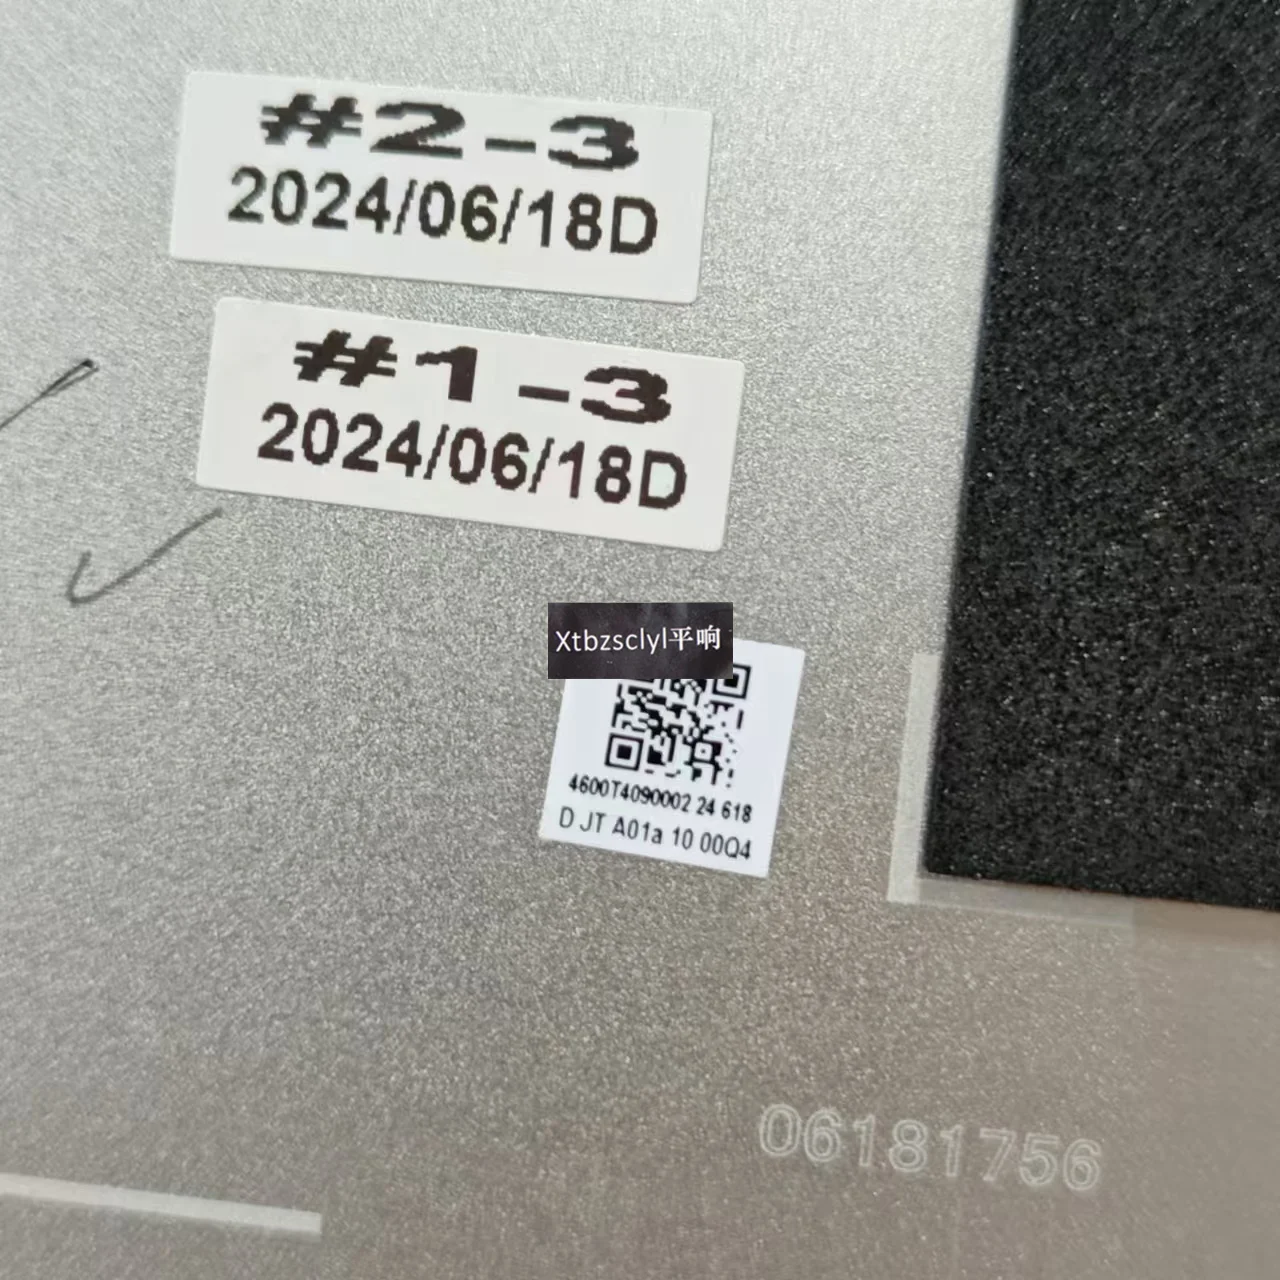 #2-3
2024/06/18D
#1-3
2024/06/18D
Xtbzsclyl平响
4600T4090002 24 618
D JT A01a 10 00Q4
06181756